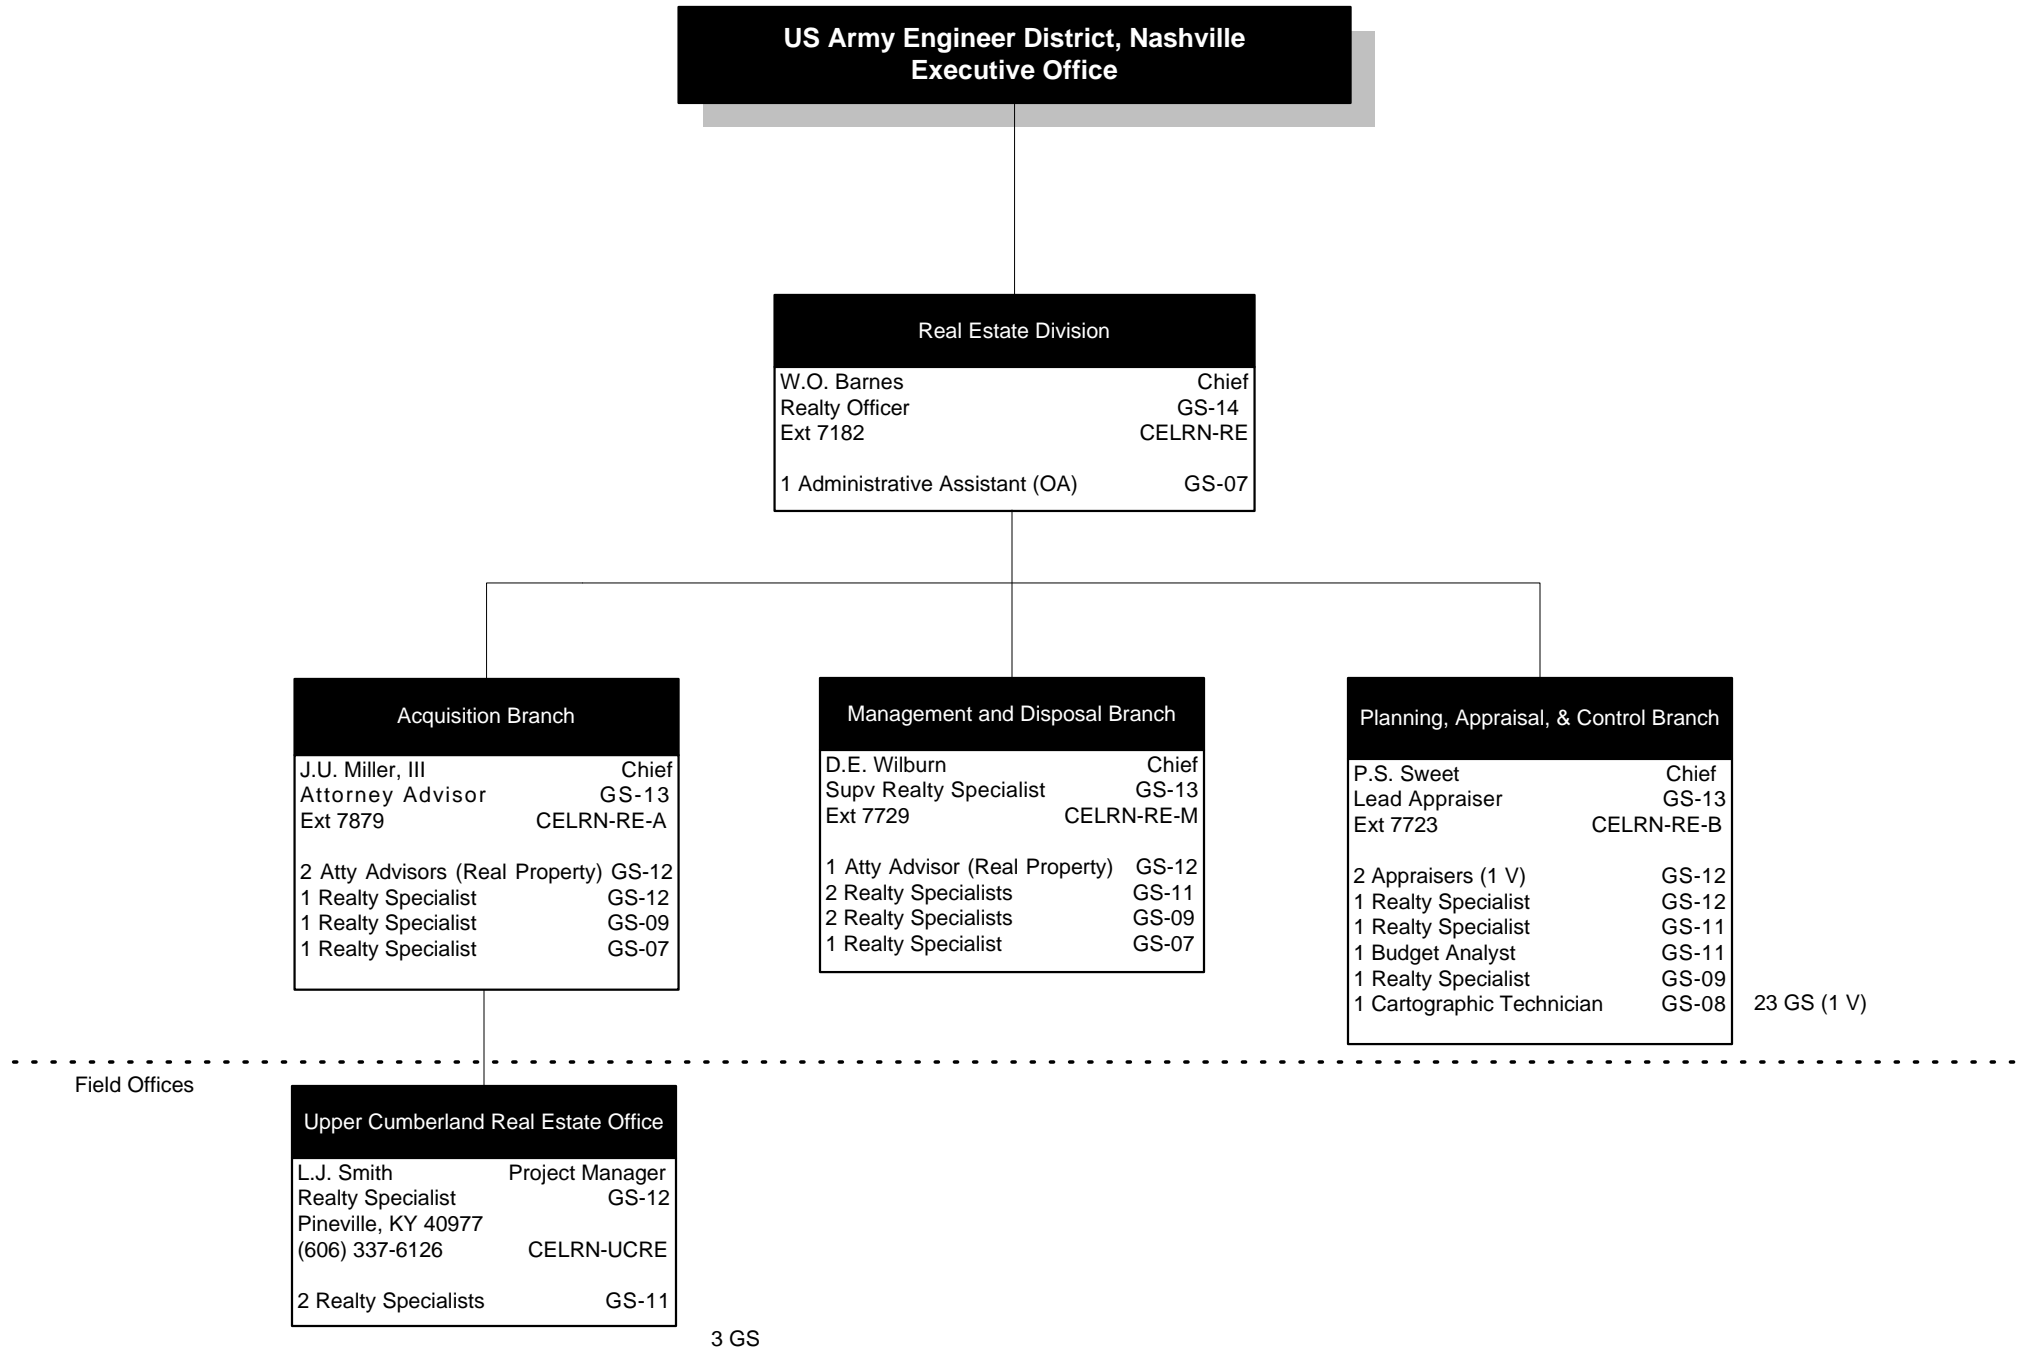 US Army Engineer District, Nashville
Executive Office
Real Estate Division
W.O. Barnes Chief
Realty Officer GS-14
Ext 7182 CELRN-RE
1 Administrative Assistant (OA) GS-07
Acquisition Branch
J.U. Miller, III Chief
Attorney Advisor GS-13
Ext 7879 CELRN-RE-A
2 Atty Advisors (Real Property) GS-12
1 Realty Specialist GS-12
1 Realty Specialist GS-09
1 Realty Specialist GS-07
Management and Disposal Branch
D.E. Wilburn Chief
Supv Realty Specialist GS-13
Ext 7729 CELRN-RE-M
1 Atty Advisor (Real Property) GS-12
2 Realty Specialists GS-11
2 Realty Specialists GS-09
1 Realty Specialist GS-07
Planning, Appraisal, & Control Branch
P.S. Sweet Chief
Lead Appraiser GS-13
Ext 7723 CELRN-RE-B
2 Appraisers (1 V) GS-12
1 Realty Specialist GS-12
1 Realty Specialist GS-11
1 Budget Analyst GS-11
1 Realty Specialist GS-09
1 Cartographic Technician GS-08
23 GS (1 V)
Field Offices
Upper Cumberland Real Estate Office
L.J. Smith Project Manager
Realty Specialist GS-12
Pineville, KY 40977
(606) 337-6126 CELRN-UCRE
2 Realty Specialists GS-11
3 GS